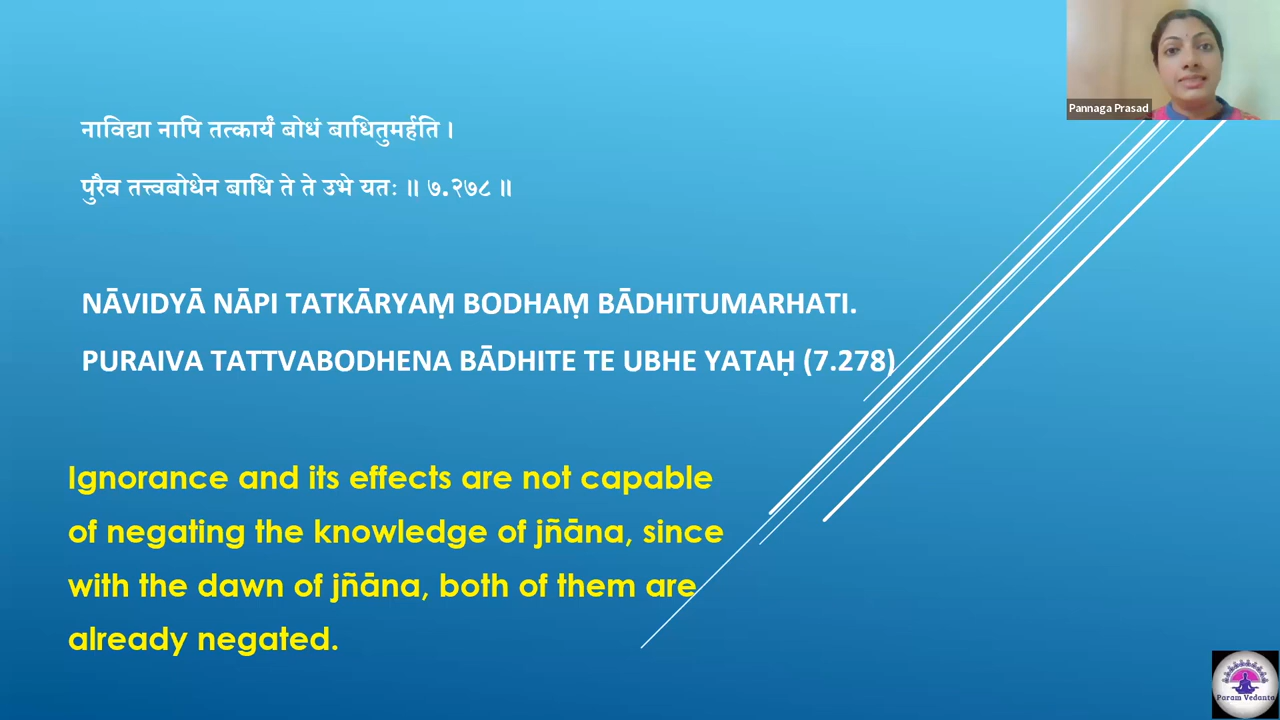 नाविद्या नापि तत्कार्यं बोधं बाधितुमर्हति ।
पुरैव तत्त्वबोधेन बाधि ते ते उभे यतः ॥ ७.२७८ ॥
NĀVIDYĀ NĀPI TATKĀRYAṂ BODHAṂ BĀDHITUMARHATI.
PURAIVA TATTVABODHENA BĀDHITE TE UBHE YATAḤ (7.278)
Ignorance and its effects are not capable
of negating the knowledge of jñāna, since
with the dawn of jñāna, both of them are
already negated.
Pannaga Prasad
Param Vedanta